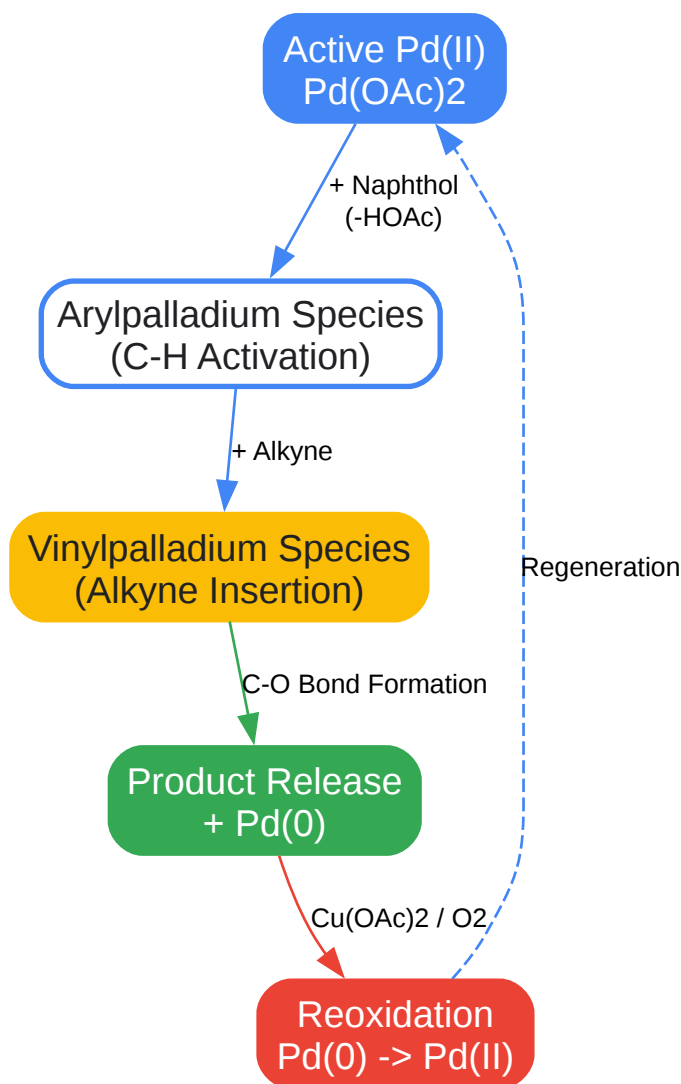 Active Pd(II)
Pd(OAc)2
+ Naphthol
(-HOAc)
Arylpalladium Species
(C-H Activation)
+ Alkyne
Vinylpalladium Species
(Alkyne Insertion)
Regeneration
C-O Bond Formation
Product Release
+ Pd(0)
Cu(OAc)2 / O2
Reoxidation
Pd(0) -> Pd(II)